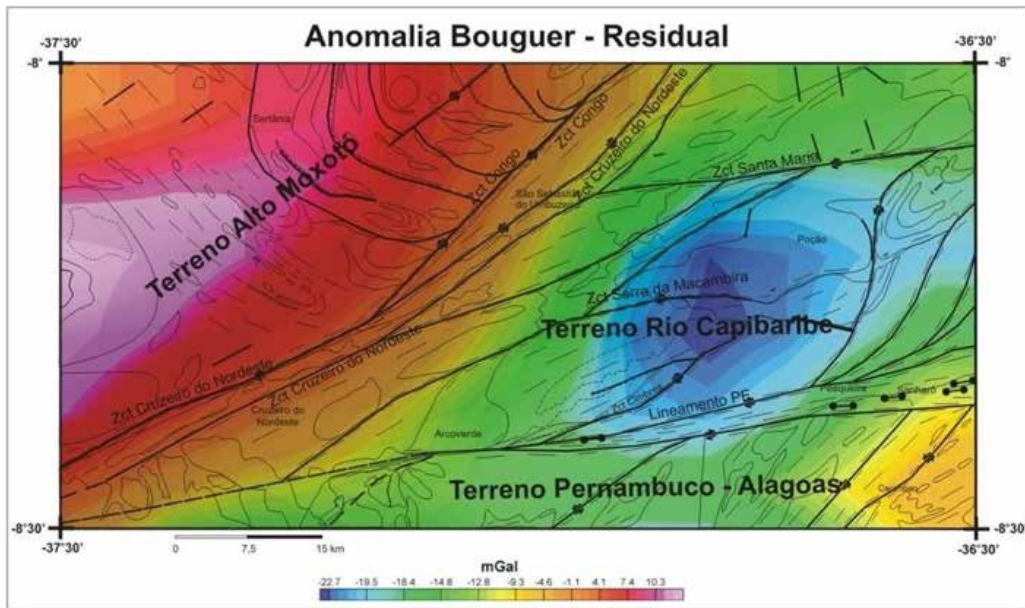 Anomalia Bouguer - Residual
-37°30'
-36°30'
-8°
-8°
Sertânia
Terreno Alto Moxotó
Zct Congo
Zct Congo
Zct Cruzeiro do Nordeste
Zct Santa Maria
São Sebastião
do Umbuzeiro
Poção
Zct Serra da Macambira
Terreno Rio Capibaribe
Zct Cruzeiro do Nordeste
Zct Cruzeiro do Nordeste
Cruzeiro do
Nordeste
Lineamento PE
Pesqueira
Sanharó
Arcoverde
Terreno Pernambuco - Alagoas
-8°30'
-8°30'
-37°30'
-36°30'
0 7,5 15 km
mGal
-22.7 -19.5 -18.4 -14.8 -12.8 -9.3 -4.6 -1.1 4.1 7.4 10.3